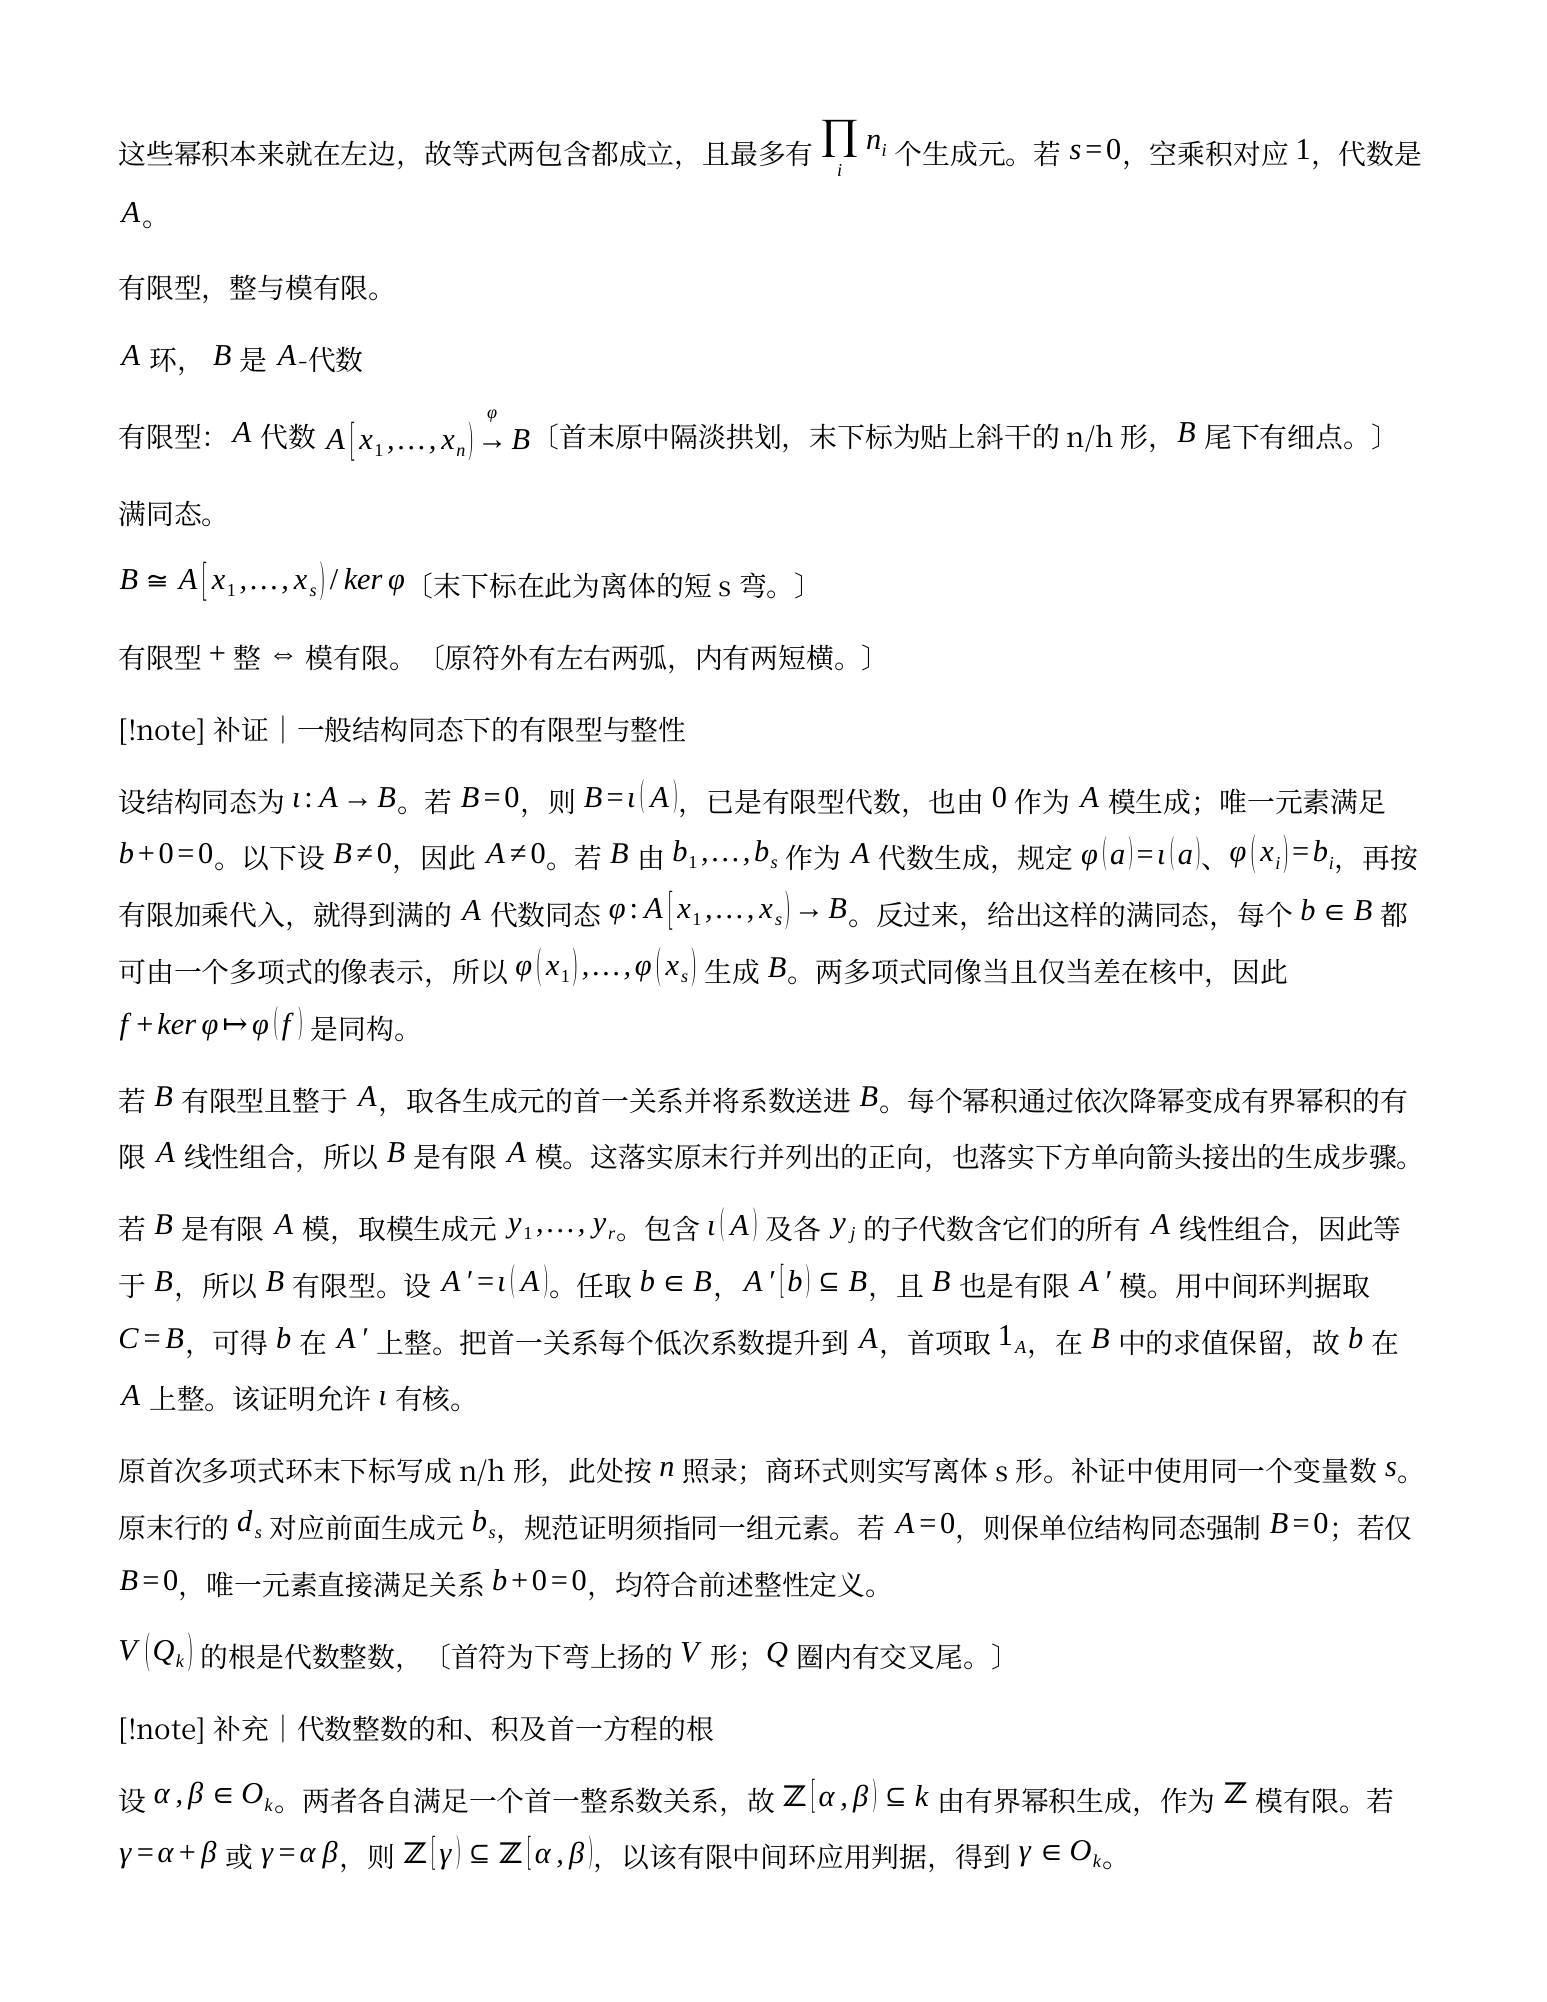 这些幂积本来就在左边，故等式两包含都成立，且最多有 ∏_i n_i 个生成元。若 s=0，空乘积对应 1，代数是
A。
有限型，整与模有限。
A 环， B 是 A-代数
有限型：A 代数 A[x_1,…,x_n) →^φ B〔首末原中隔淡拱划，末下标为贴上斜干的 n/h 形，B 尾下有细点。〕
满同态。
B ≅ A[x_1,…,x_s)/ker φ〔末下标在此为离体的短 s 弯。〕
有限型 + 整 ⇔ 模有限。〔原符外有左右两弧，内有两短横。〕
[!note] 补证｜一般结构同态下的有限型与整性
设结构同态为 ι:A→B。若 B=0，则 B=ι(A)，已是有限型代数，也由 0 作为 A 模生成；唯一元素满足
b+0=0。以下设 B≠0，因此 A≠0。若 B 由 b_1,…,b_s 作为 A 代数生成，规定 φ(a)=ι(a)、φ(x_i)=b_i，再按
有限加乘代入，就得到满的 A 代数同态 φ:A[x_1,…,x_s)→B。反过来，给出这样的满同态，每个 b∈B 都
可由一个多项式的像表示，所以 φ(x_1),…,φ(x_s) 生成 B。两多项式同像当且仅当差在核中，因此
f+ker φ↦φ(f) 是同构。
若 B 有限型且整于 A，取各生成元的首一关系并将系数送进 B。每个幂积通过依次降幂变成有界幂积的有
限 A 线性组合，所以 B 是有限 A 模。这落实原末行并列出的正向，也落实下方单向箭头接出的生成步骤。
若 B 是有限 A 模，取模生成元 y_1,…,y_r。包含 ι(A) 及各 y_j 的子代数含它们的所有 A 线性组合，因此等
于 B，所以 B 有限型。设 A'=ι(A)。任取 b∈B，A'[b)⊆B，且 B 也是有限 A' 模。用中间环判据取
C=B，可得 b 在 A' 上整。把首一关系每个低次系数提升到 A，首项取 1_A，在 B 中的求值保留，故 b 在
A 上整。该证明允许 ι 有核。
原首次多项式环末下标写成 n/h 形，此处按 n 照录；商环式则实写离体 s 形。补证中使用同一个变量数 s。
原末行的 d_s 对应前面生成元 b_s，规范证明须指同一组元素。若 A=0，则保单位结构同态强制 B=0；若仅
B=0，唯一元素直接满足关系 b+0=0，均符合前述整性定义。
V(Q_k) 的根是代数整数，〔首符为下弯上扬的 V 形；Q 圈内有交叉尾。〕
[!note] 补充｜代数整数的和、积及首一方程的根
设 α,β∈O_k。两者各自满足一个首一整系数关系，故 ℤ[α,β)⊆k 由有界幂积生成，作为 ℤ 模有限。若
γ=α+β 或 γ=αβ，则 ℤ[γ)⊆ℤ[α,β)，以该有限中间环应用判据，得到 γ∈O_k。